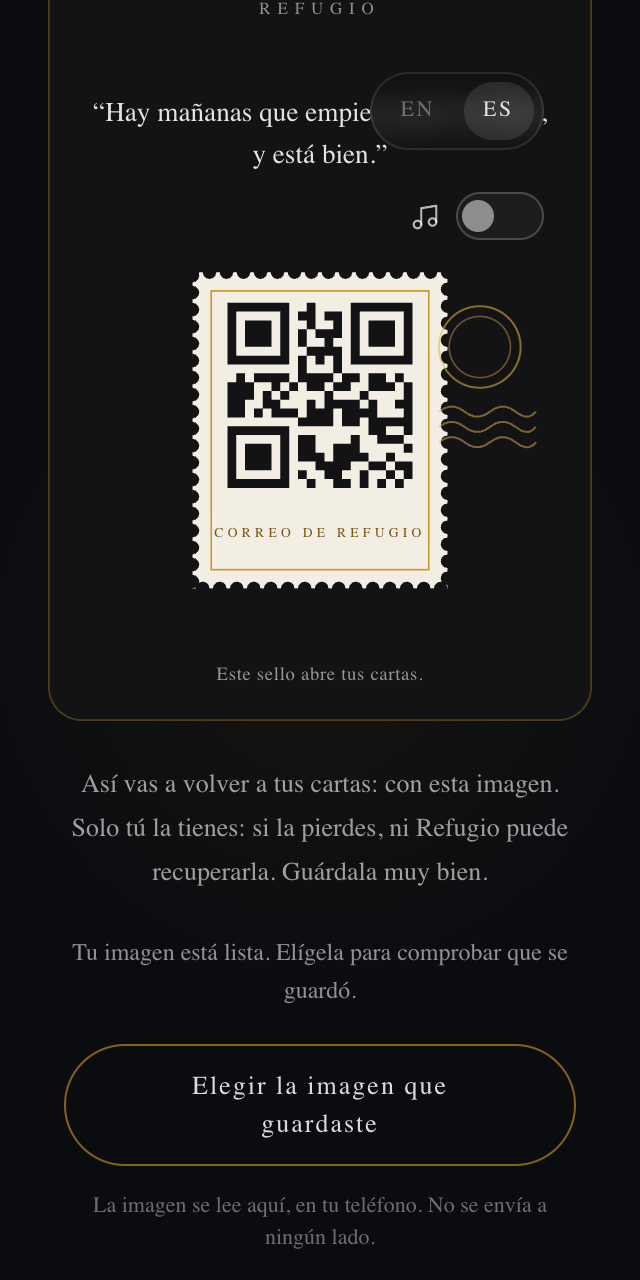 REFUGIO
“Hay mañanas que empie
,
EN ES
y está bien.”
CORREO DE REFUGIO
Este sello abre tus cartas.
Así vas a volver a tus cartas: con esta imagen.
Solo tú la tienes: si la pierdes, ni Refugio puede
recuperarla. Guárdala muy bien.
Tu imagen está lista. Elígela para comprobar que se
guardó.
Elegir la imagen que
guardaste
La imagen se lee aquí, en tu teléfono. No se envía a
ningún lado.